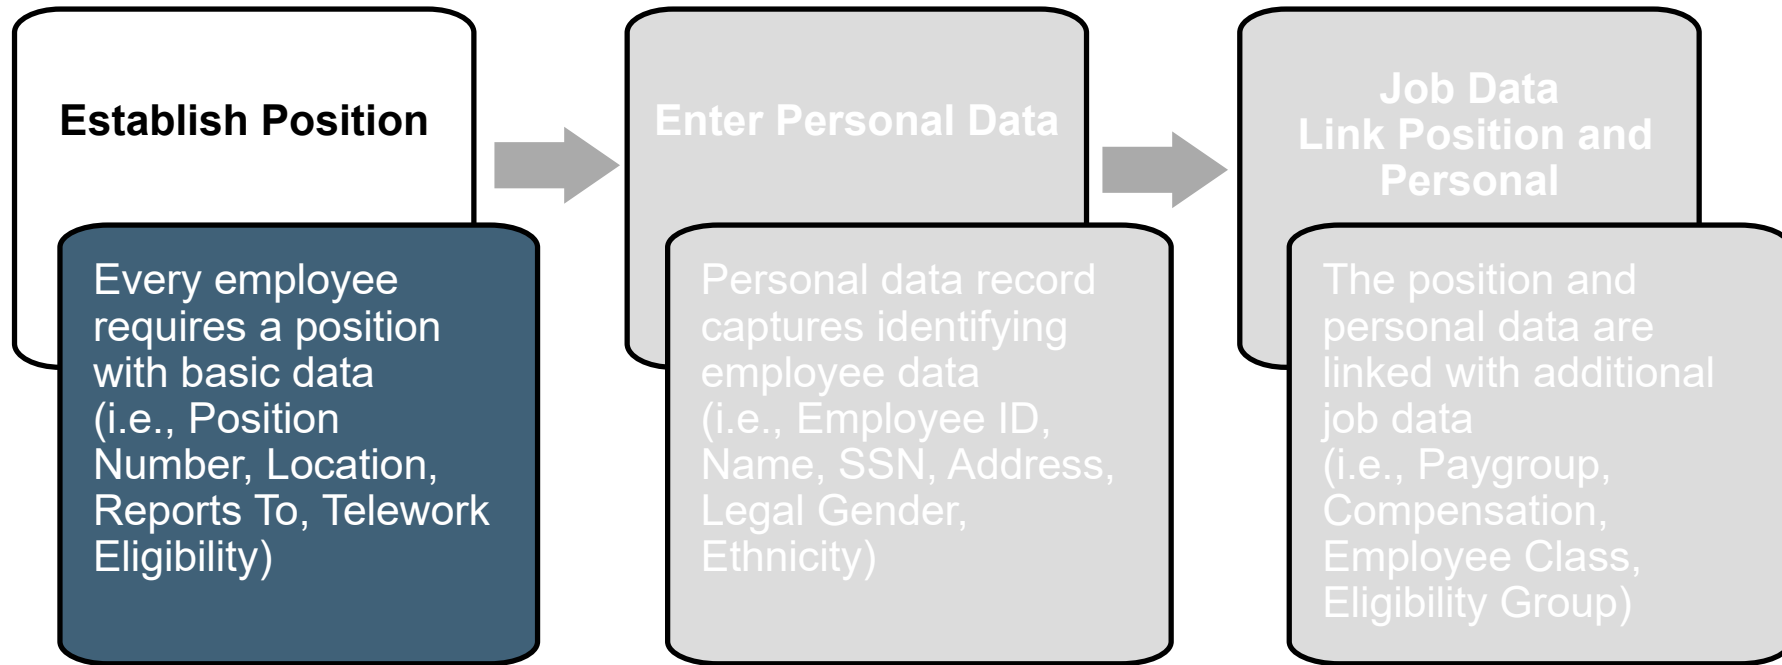 Establish Position
Every employee
requires a position
with basic data
(i.e., Position
Number, Location,
Reports To, Telework
Eligibility)
Enter Personal Data
Personal data record
captures identifying
employee data
(i.e., Employee ID,
Name, SSN, Address,
Legal Gender,
Ethnicity)
Job Data
Link Position and
Personal
The position and
personal data are
linked with additional
job data
(i.e., Paygroup,
Compensation,
Employee Class,
Eligibility Group)